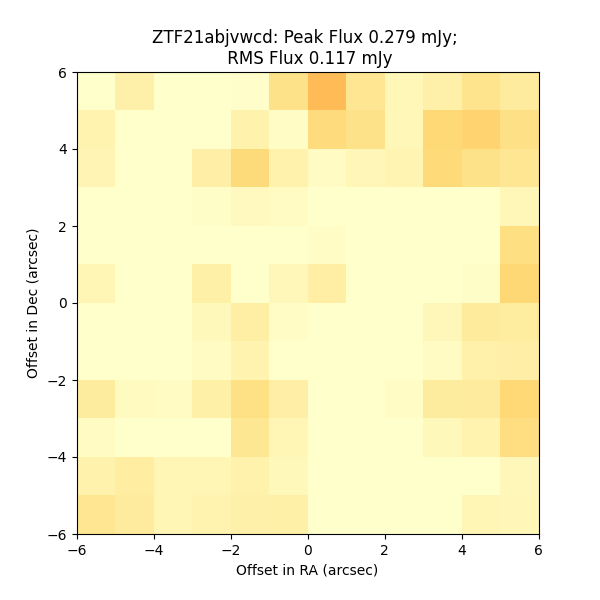 ZTF21abjvwcd: Peak Flux 0.279 mJy;
RMS Flux 0.117 mJy
6
4
2
0
−2
−4
−6
Offset in Dec (arcsec)
−6 −4 −2 0 2 4 6
Offset in RA (arcsec)